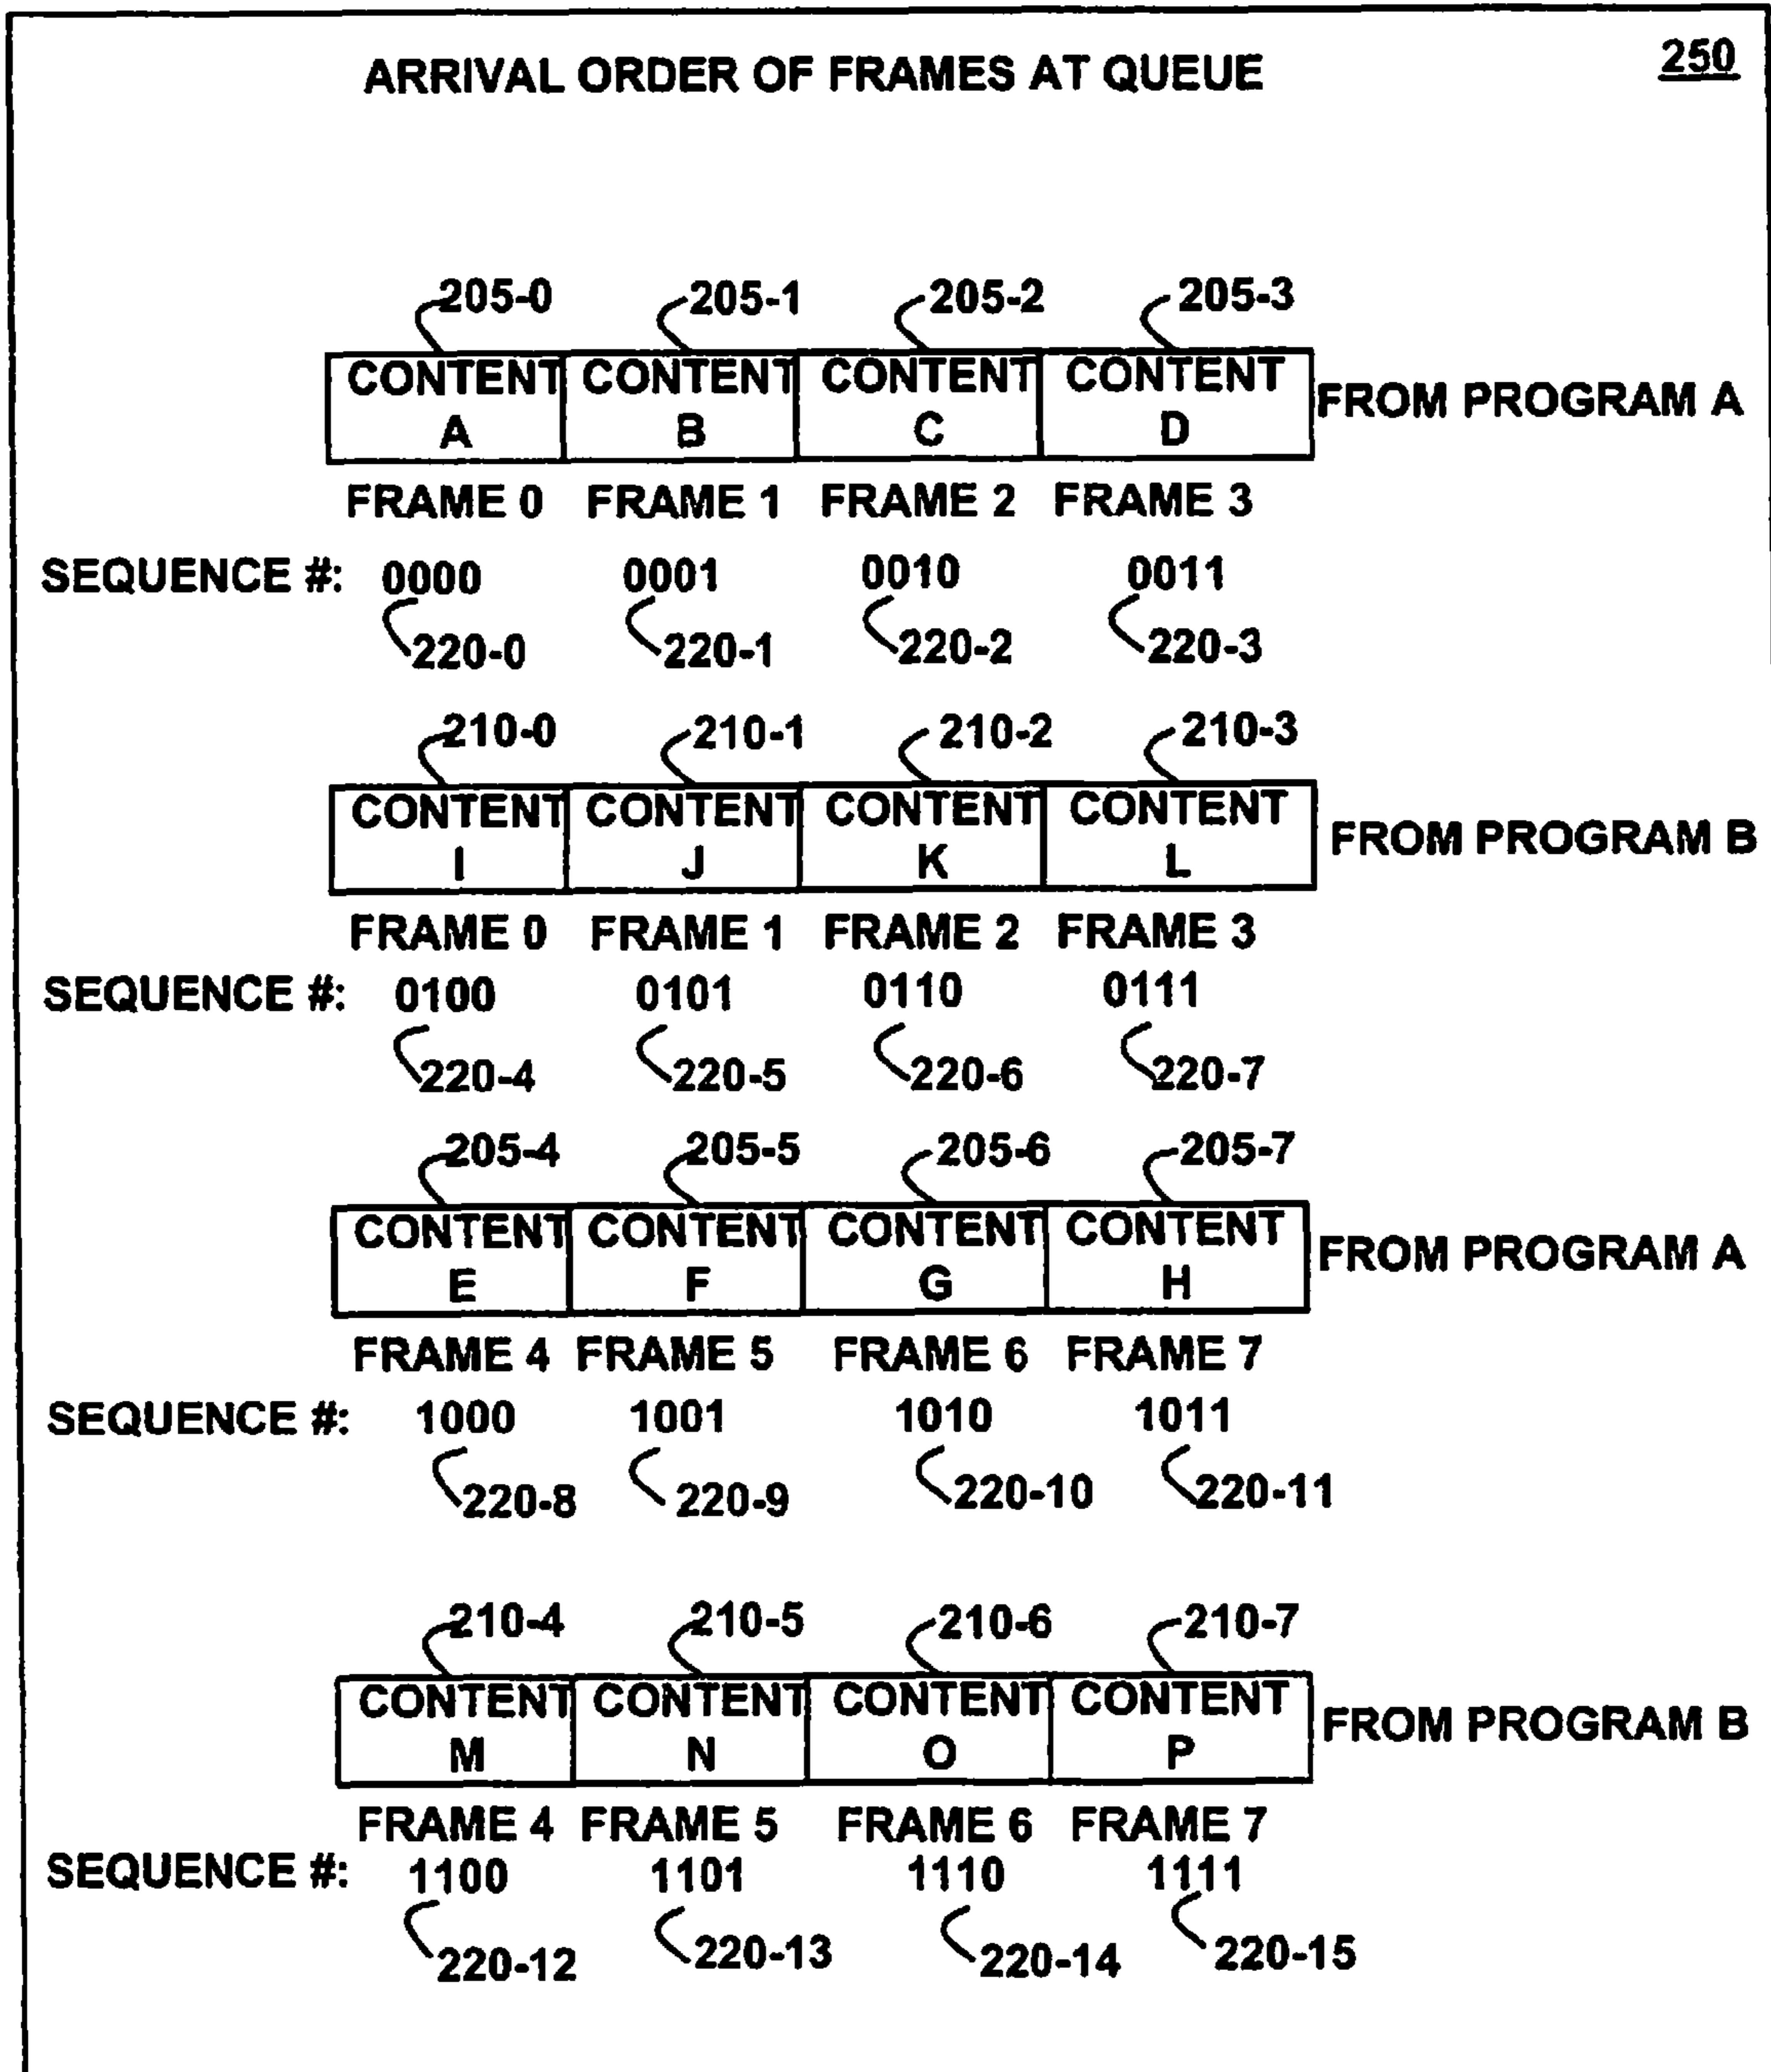 250
ARRIVAL ORDER OF FRAMES AT QUEUE
205-0 205-1 205-2 205-3
CONTENT CONTENT CONTENT CONTENT
A B C D
FROM PROGRAM A
FRAME 0 FRAME 1 FRAME 2 FRAME 3
SEQUENCE #: 0000 0001 0010 0011
220-0 220-1 220-2 220-3
210-0 210-1 210-2 210-3
CONTENT CONTENT CONTENT CONTENT
I J K L
FROM PROGRAM B
FRAME 0 FRAME 1 FRAME 2 FRAME 3
SEQUENCE #: 0100 0101 0110 0111
220-4 220-5 220-6 220-7
205-4 205-5 205-6 205-7
CONTENT CONTENT CONTENT CONTENT
E F G H
FROM PROGRAM A
FRAME 4 FRAME 5 FRAME 6 FRAME 7
SEQUENCE #: 1000 1001 1010 1011
220-8 220-9 220-10 220-11
210-4 210-5 210-6 210-7
CONTENT CONTENT CONTENT CONTENT
M N O P
FROM PROGRAM B
FRAME 4 FRAME 5 FRAME 6 FRAME 7
SEQUENCE #: 1100 1101 1110 1111
220-12 220-13 220-14 220-15